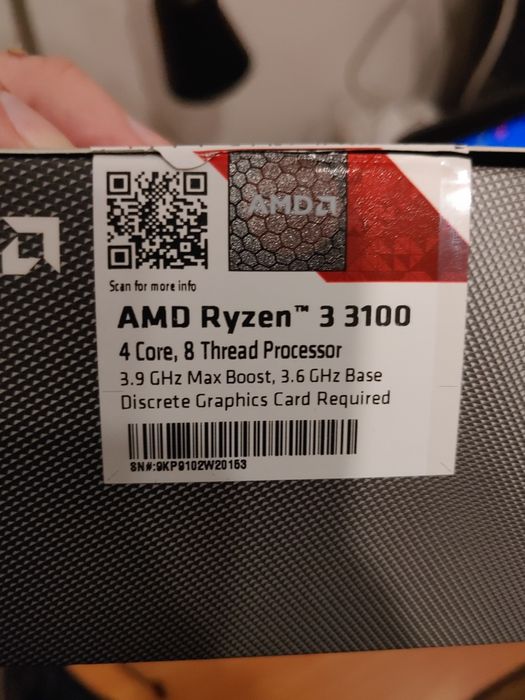 AMD
Scan for more info
AMD Ryzen™ 3 3100
4 Core, 8 Thread Processor
3.9 GHz Max Boost, 3.6 GHz Base
Discrete Graphics Card Required
SN#:9KP9102W20153